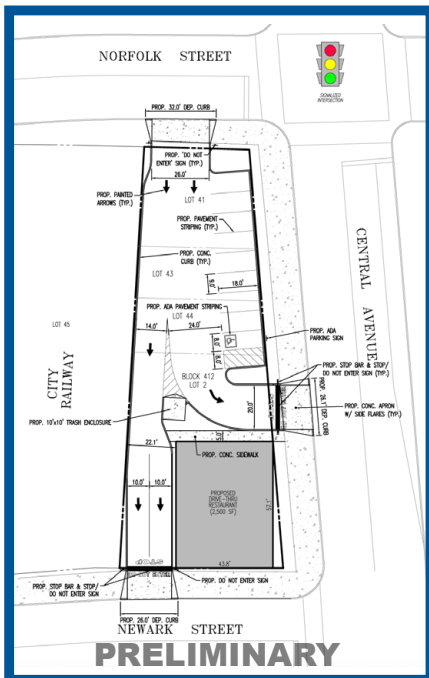 NORFOLK STREET
SIGNALIZED
INTERSECTION
PROP. 32.0' DEP. CURB
PROP. 'DO NOT
ENTER' SIGN (TYP.)
26.0'
PROP. PAINTED
ARROWS (TYP.)
LOT 41
PROP. PAVEMENT
STRIPING (TYP.)
PROP. CONC.
CURB (TYP.)
CENTRAL AVENUE
LOT 43
9.0'
18.0'
PROP. ADA PAVEMENT STRIPING
LOT 44
LOT 45
14.0'
24.0'
8.0'
8.0'
PROP. ADA
PARKING SIGN
CITY
RAILWAY
BLOCK 412
LOT 2
PROP. STOP BAR & STOP/
DO NOT ENTER SIGN (TYP.)
20.0'
PROP. 26.1' DEP. CURB
PROP. CONC. APRON
W/ SIDE FLARES (TYP.)
PROP. 10'x10' TRASH ENCLOSURE
5.0'
22.1'
PROP. CONC. SIDEWALK
10.0'
10.0'
PROPOSED
DRIVE-THRU
RESTAURANT
(2,500 SF)
57.1'
43.8'
PROP. STOP BAR & STOP/
DO NOT ENTER SIGN
PROP. DO NOT ENTER SIGN
PROP. 26.0' DEP. CURB
NEWARK STREET
PRELIMINARY